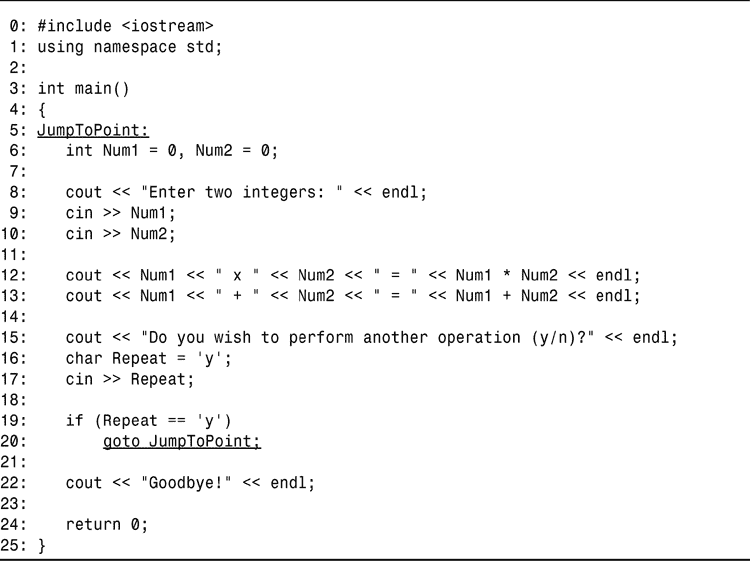 0: #include <iostream>
1: using namespace std;
2:
3: int main()
4: {
5: JumpToPoint:
6:    int Num1 = 0, Num2 = 0;
7:
8:    cout << "Enter two integers: " << endl;
9:    cin >> Num1;
10:    cin >> Num2;
11:
12:    cout << Num1 << " x " << Num2 << " = " << Num1 * Num2 << endl;
13:    cout << Num1 << " + " << Num2 << " = " << Num1 + Num2 << endl;
14:
15:    cout << "Do you wish to perform another operation (y/n)?" << endl;
16:    char Repeat = 'y';
17:    cin >> Repeat;
18:
19:    if (Repeat == 'y')
20:        goto JumpToPoint;
21:
22:    cout << "Goodbye!" << endl;
23:
24:    return 0;
25: }